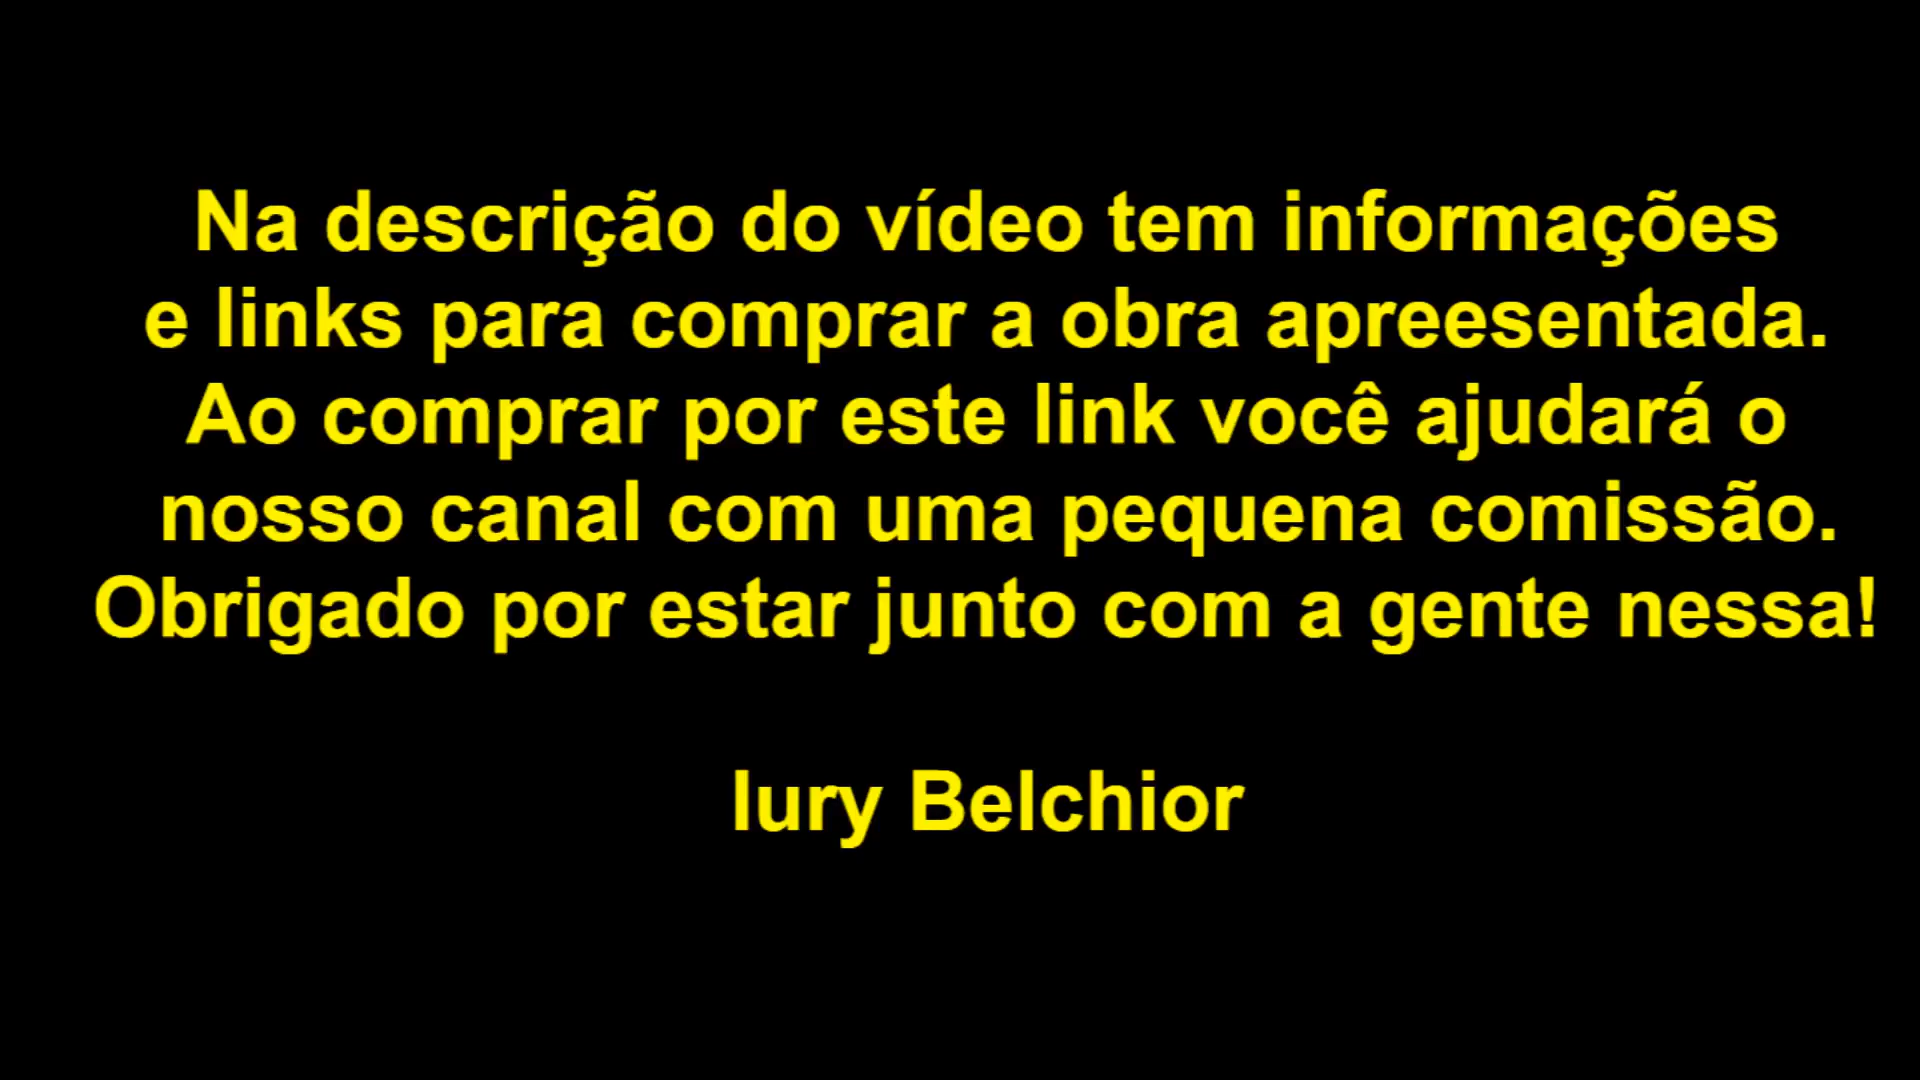 Na descrição do vídeo tem informações
e links para comprar a obra apreesentada.
Ao comprar por este link você ajudará o
nosso canal com uma pequena comissão.
Obrigado por estar junto com a gente nessa!
Iury Belchior